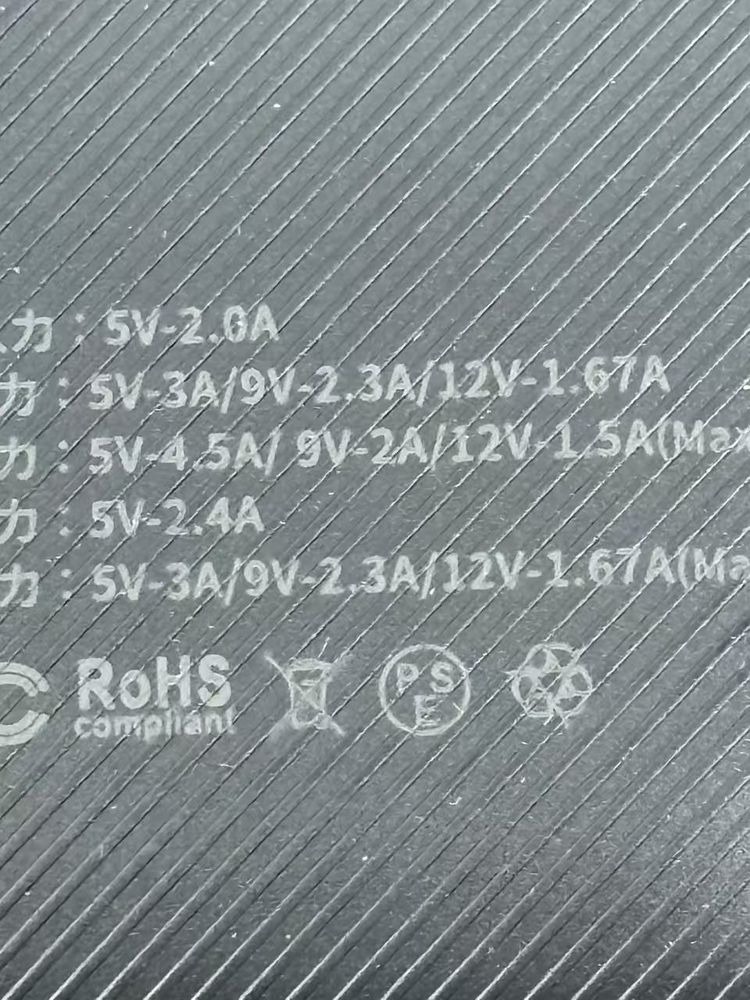 入力：5V-2.0A
力：5V-3A/9V-2.3A/12V-1.67A
力：5V-4.5A/ 9V-2A/12V-1.5A(Max
力：5V-2.4A
力：5V-3A/9V-2.3A/12V-1.67A(Ma
RoHS
compliant
PSE